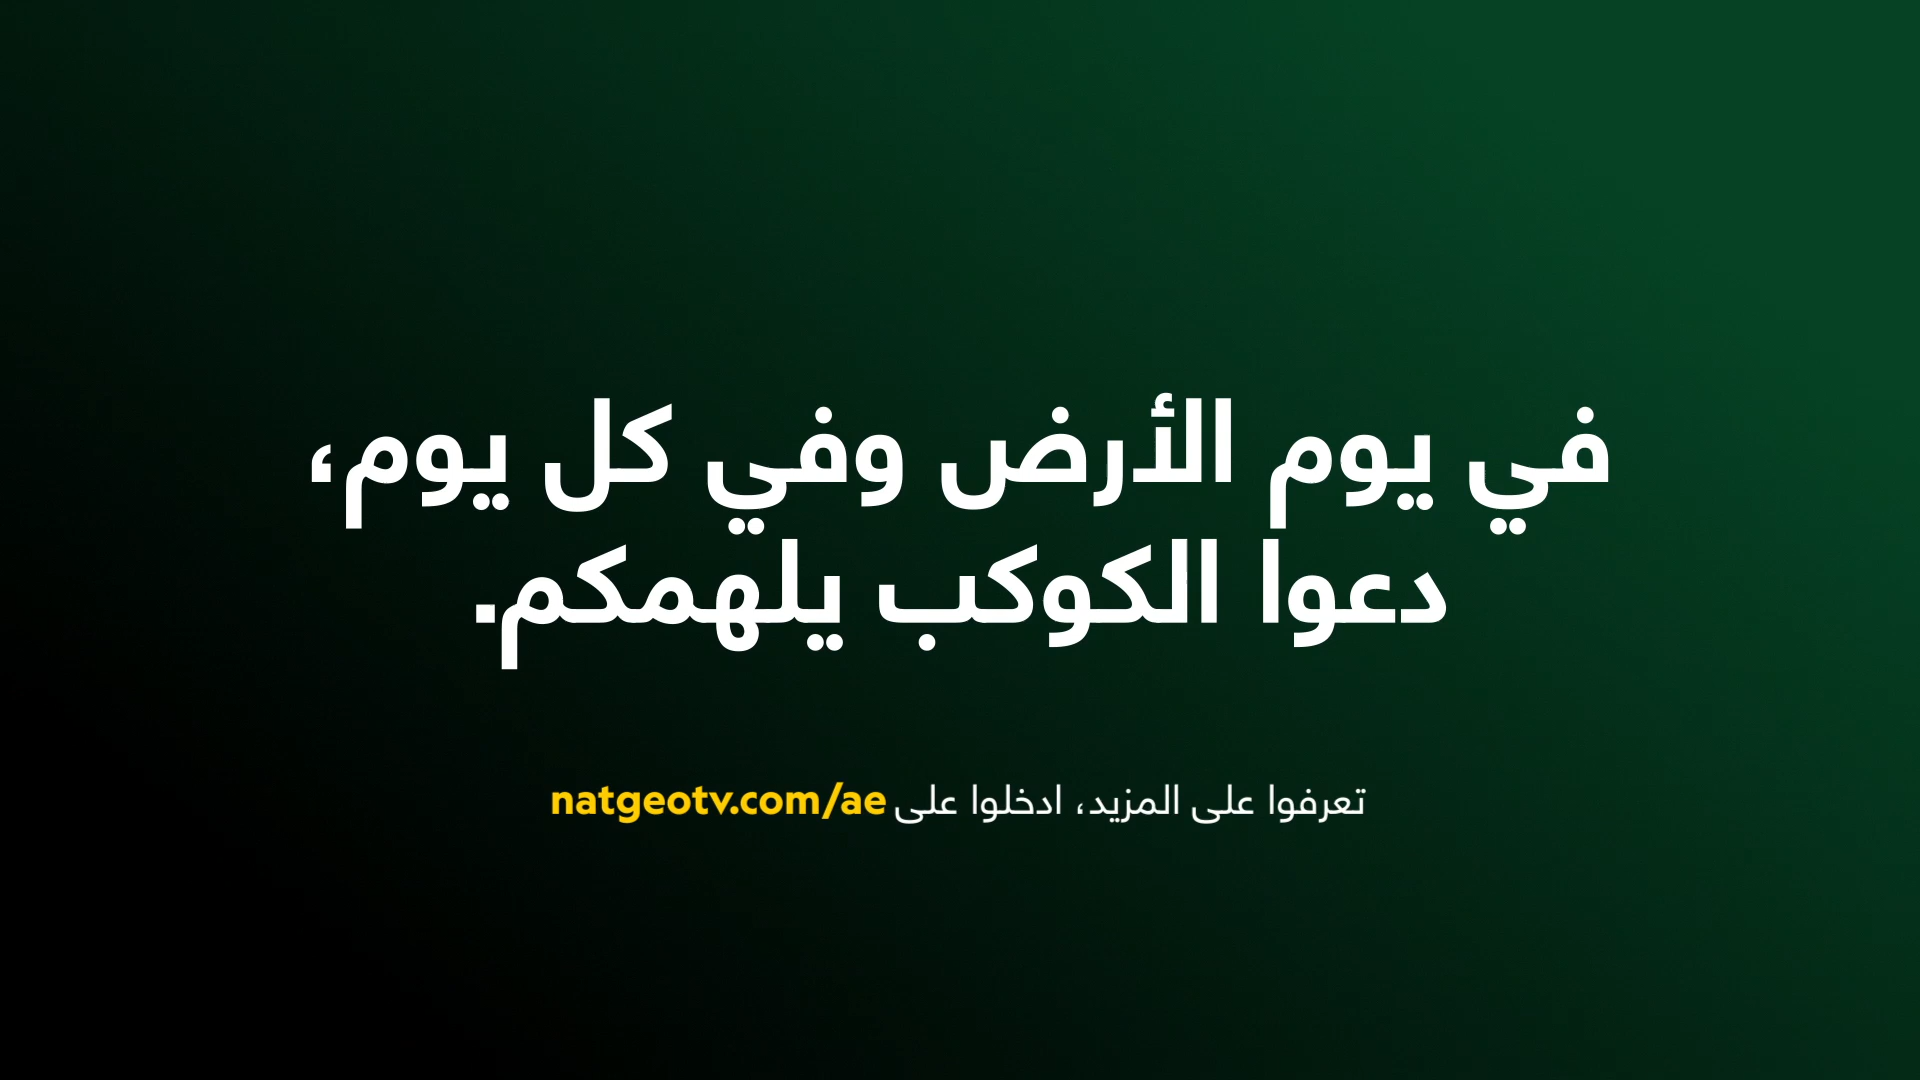 في يوم الأرض وفي كل يوم،
دعوا الكوكب يلهمكم.
تعرفوا على المزيد، ادخلوا على natgeotv.com/ae